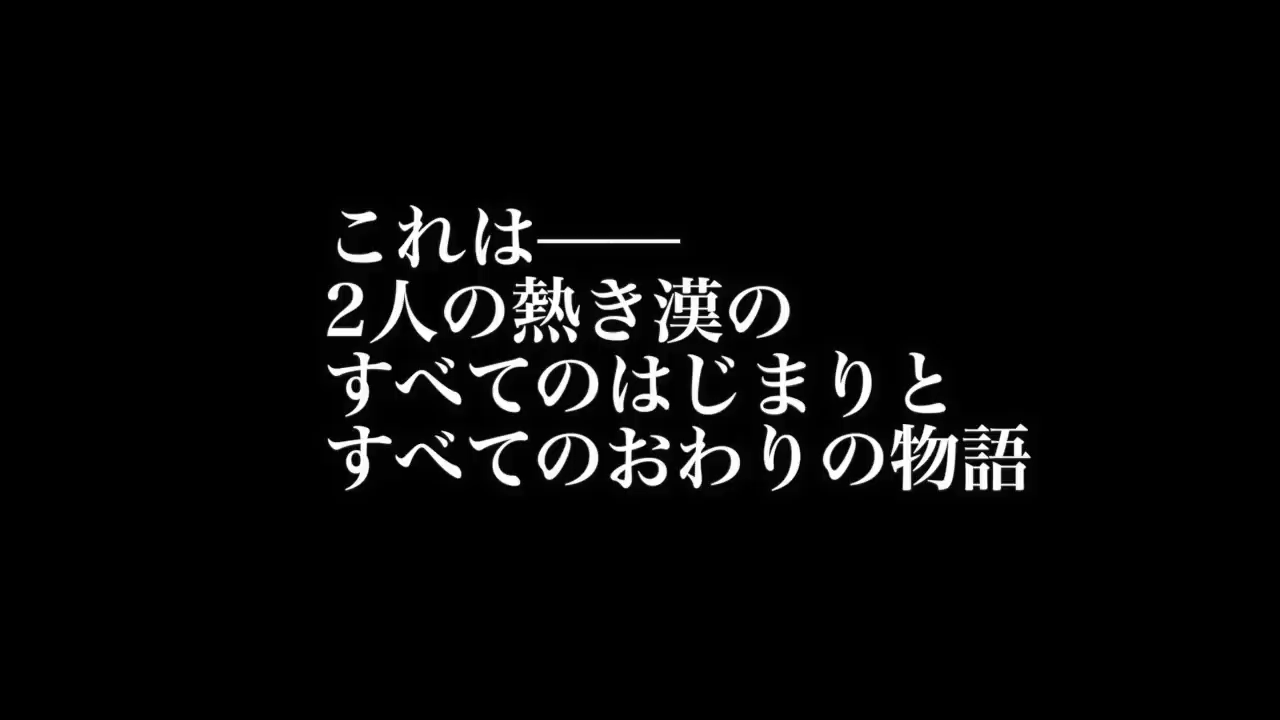 これは――
2人の熱き漢の
すべてのはじまりと
すべてのおわりの物語